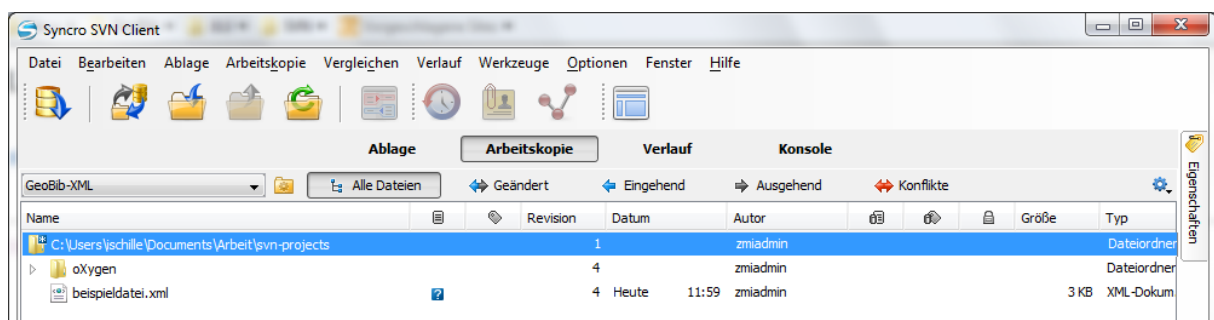 Syncro SVN Client
Datei Bearbeiten Ablage Arbeitskopie Vergleichen Verlauf Werkzeuge Optionen Fenster Hilfe
Ablage Arbeitskopie Verlauf Konsole
GeoBib-XML Alle Dateien Geändert Eingehend Ausgehend Konflikte
Eigenschaften
Name Revision Datum Autor Größe Typ
C:\Users\ischille\Documents\Arbeit\svn-projects 1 zmiadmin Dateiordner
oXygen 4 zmiadmin Dateiordner
beispieldatei.xml ? 4 Heute 11:59 zmiadmin 3 KB XML-Dokum